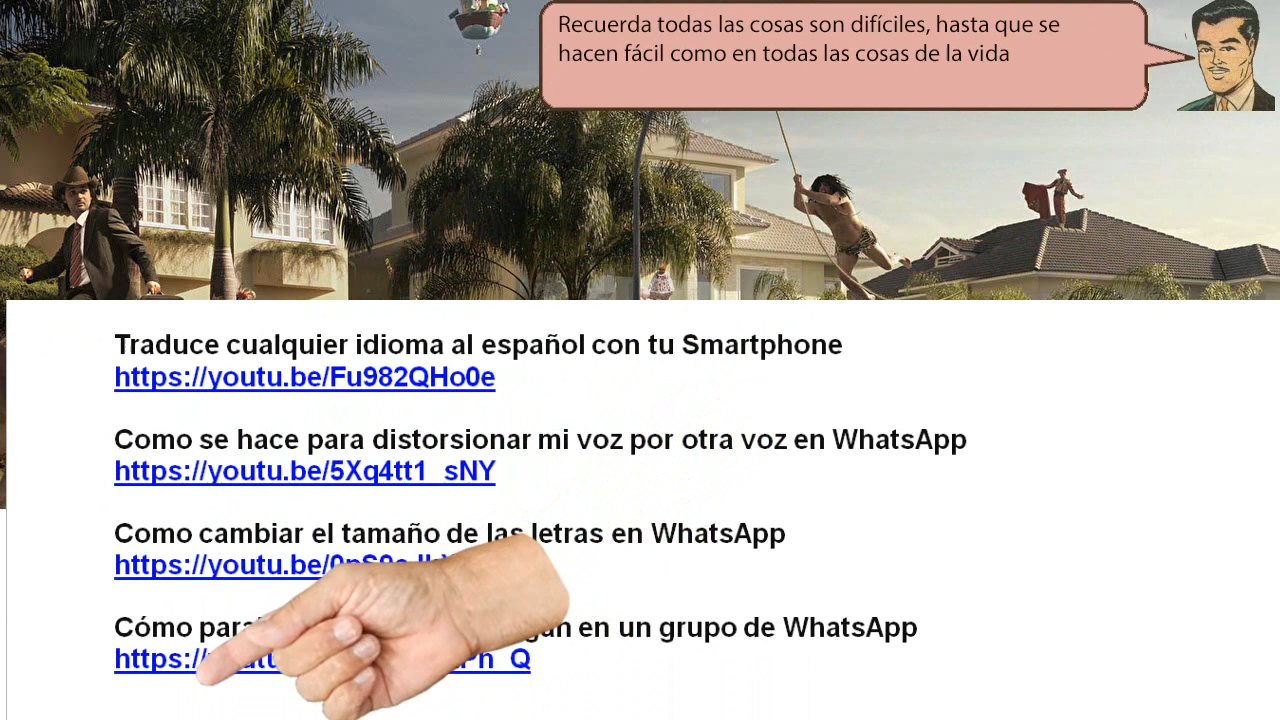 Recuerda todas las cosas son difíciles, hasta que se
hacen fácil como en todas las cosas de la vida
Traduce cualquier idioma al español con tu Smartphone
https://youtu.be/Fu982QHo0e
Como se hace para distorsionar mi voz por otra voz en WhatsApp
https://youtu.be/5Xq4tt1_sNY
Como cambiar el tamaño de las letras en WhatsApp
https://youtu.be/
Cómo en un grupo de WhatsApp
https://